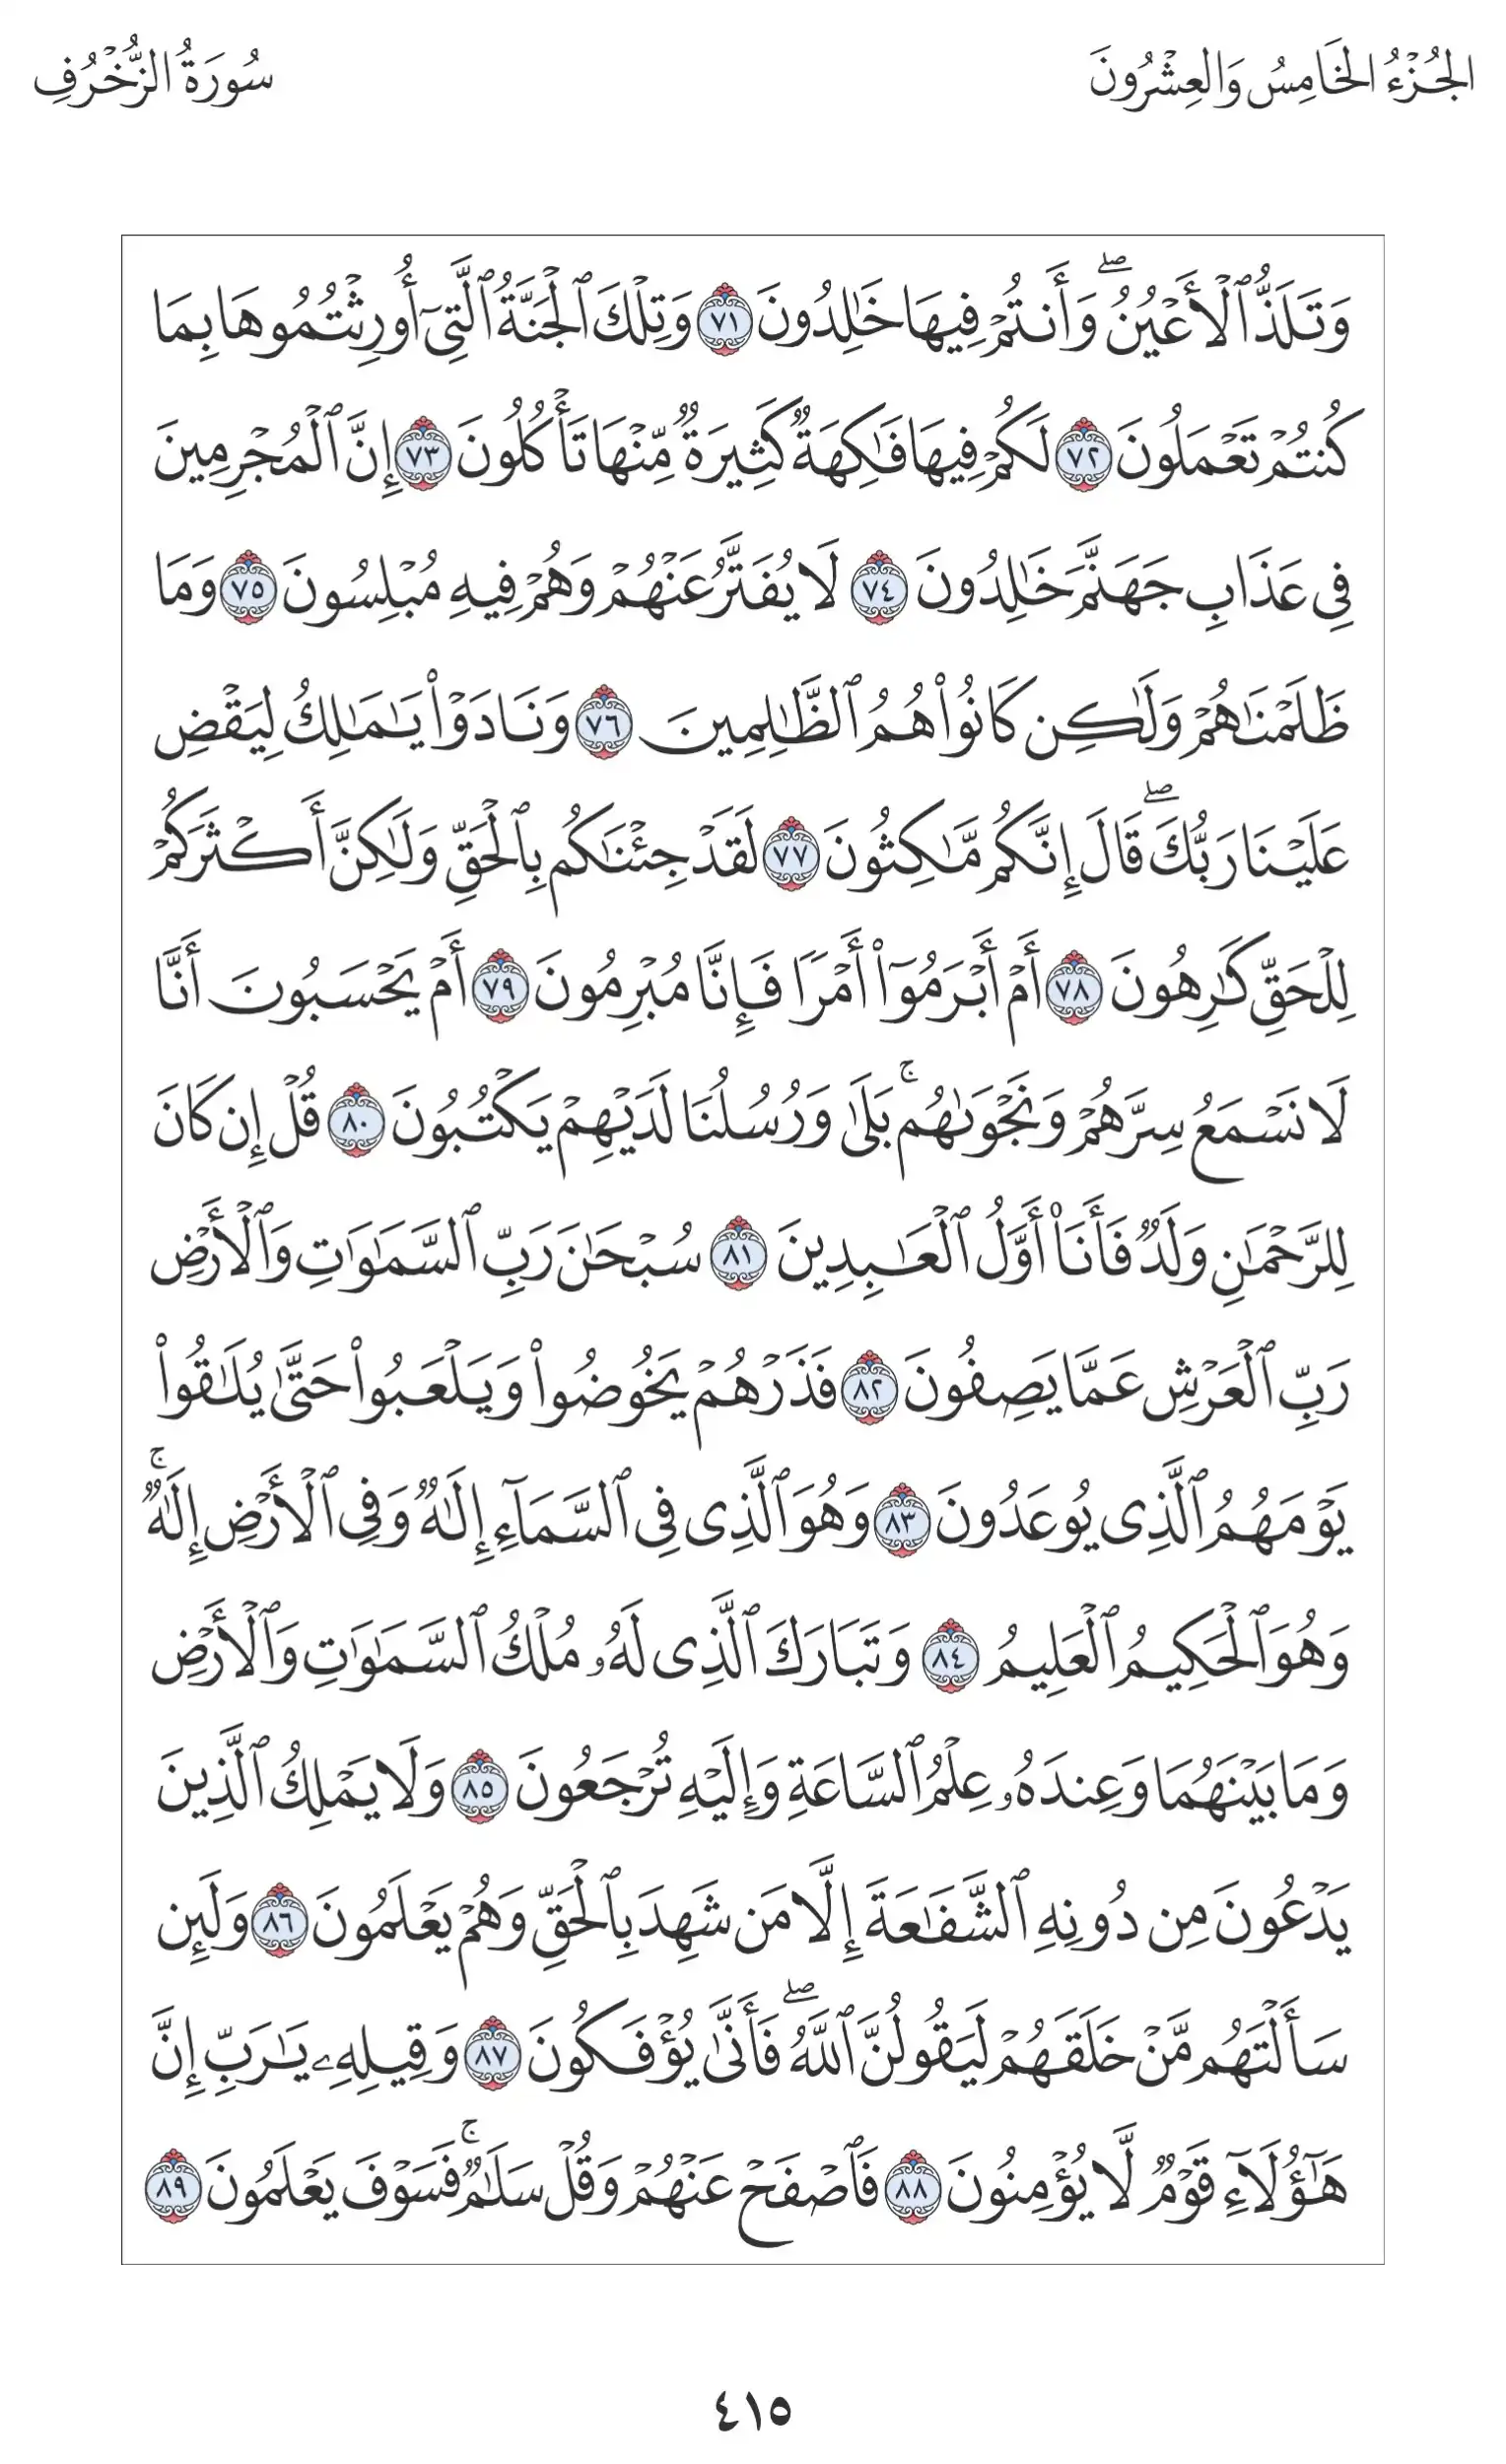 الجُزْءُ الخَامِسُ وَالعِشْرُونَ
سُورَةُ الزُّخْرُفِ
وَتَلَذُّ ٱلْأَعْيُنُۖ وَأَنتُمْ فِيهَا خَٰلِدُونَ ٧١ وَتِلْكَ ٱلْجَنَّةُ ٱلَّتِىٓ أُورِثْتُمُوهَا بِمَا
كُنتُمْ تَعْمَلُونَ ٧٢ لَكُمْ فِيهَا فَٰكِهَةٌ كَثِيرَةٌ مِّنْهَا تَأْكُلُونَ ٧٣ إِنَّ ٱلْمُجْرِمِينَ
فِى عَذَابِ جَهَنَّمَ خَٰلِدُونَ ٧٤ لَا يُفَتَّرُ عَنْهُمْ وَهُمْ فِيهِ مُبْلِسُونَ ٧٥ وَمَا
ظَلَمْنَٰهُمْ وَلَٰكِن كَانُوا۟ هُمُ ٱلظَّٰلِمِينَ ٧٦ وَنَادَوْا۟ يَٰمَٰلِكُ لِيَقْضِ
عَلَيْنَا رَبُّكَۖ قَالَ إِنَّكُم مَّٰكِثُونَ ٧٧ لَقَدْ جِئْنَٰكُم بِٱلْحَقِّ وَلَٰكِنَّ أَكْثَرَكُمْ
لِلْحَقِّ كَٰرِهُونَ ٧٨ أَمْ أَبْرَمُوٓا۟ أَمْرًا فَإِنَّا مُبْرِمُونَ ٧٩ أَمْ يَحْسَبُونَ أَنَّا
لَا نَسْمَعُ سِرَّهُمْ وَنَجْوَىٰهُمۚ بَلَىٰ وَرُسُلُنَا لَدَيْهِمْ يَكْتُبُونَ ٨٠ قُلْ إِن كَانَ
لِلرَّحْمَٰنِ وَلَدٌ فَأَنَا۠ أَوَّلُ ٱلْعَٰبِدِينَ ٨١ سُبْحَٰنَ رَبِّ ٱلسَّمَٰوَٰتِ وَٱلْأَرْضِ
رَبِّ ٱلْعَرْشِ عَمَّا يَصِفُونَ ٨٢ فَذَرْهُمْ يَخُوضُوا۟ وَيَلْعَبُوا۟ حَتَّىٰ يُلَٰقُوا۟
يَوْمَهُمُ ٱلَّذِى يُوعَدُونَ ٨٣ وَهُوَ ٱلَّذِى فِى ٱلسَّمَآءِ إِلَٰهٌ وَفِى ٱلْأَرْضِ إِلَٰهٌۚ
وَهُوَ ٱلْحَكِيمُ ٱلْعَلِيمُ ٨٤ وَتَبَارَكَ ٱلَّذِى لَهُۥ مُلْكُ ٱلسَّمَٰوَٰتِ وَٱلْأَرْضِ
وَمَا بَيْنَهُمَا وَعِندَهُۥ عِلْمُ ٱلسَّاعَةِ وَإِلَيْهِ تُرْجَعُونَ ٨٥ وَلَا يَمْلِكُ ٱلَّذِينَ
يَدْعُونَ مِن دُونِهِ ٱلشَّفَٰعَةَ إِلَّا مَن شَهِدَ بِٱلْحَقِّ وَهُمْ يَعْلَمُونَ ٨٦ وَلَئِن
سَأَلْتَهُم مَّنْ خَلَقَهُمْ لَيَقُولُنَّ ٱللَّهُۖ فَأَنَّىٰ يُؤْفَكُونَ ٨٧ وَقِيلِهِۦ يَٰرَبِّ إِنَّ
هَٰٓؤُلَآءِ قَوْمٌ لَّا يُؤْمِنُونَ ٨٨ فَٱصْفَحْ عَنْهُمْ وَقُلْ سَلَٰمٌۚ فَسَوْفَ يَعْلَمُونَ ٨٩
٤١٥